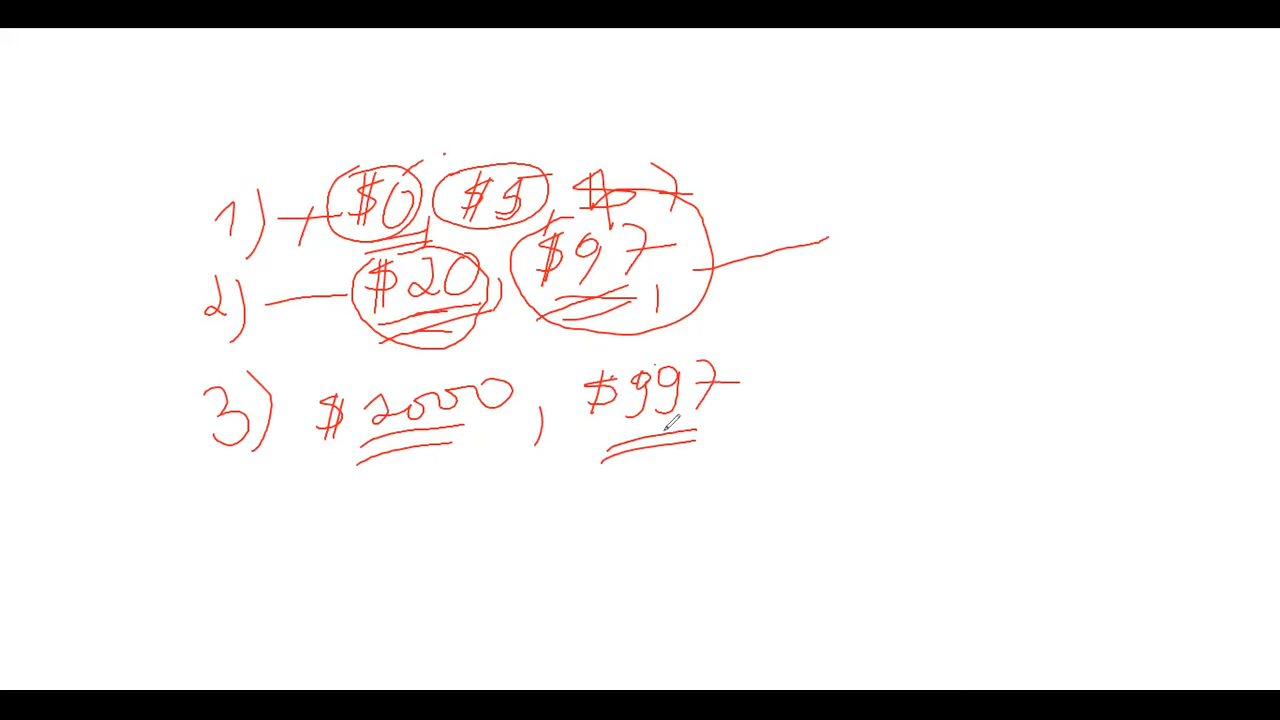 1) $0, $5, $7
2) $20, $97,
3) $2000, $997